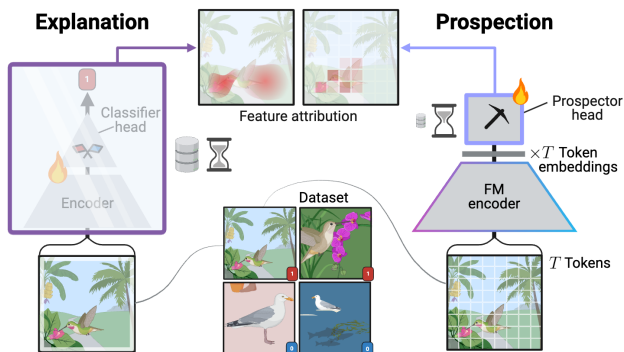 Explanation
Prospection
1
Classifier
head
Encoder
Feature attribution
Prospector
head
×T Token
embeddings
FM
encoder
Dataset
1
1
0
0
T Tokens